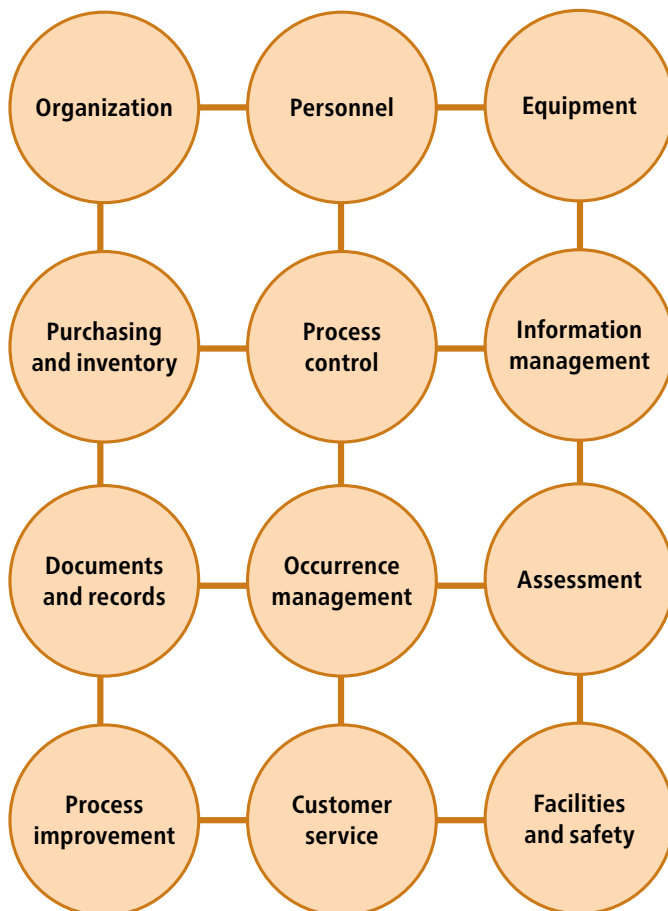 Organization
Personnel
Equipment
Purchasing
and inventory
Process
control
Information
management
Documents
and records
Occurrence
management
Assessment
Process
improvement
Customer
service
Facilities
and safety